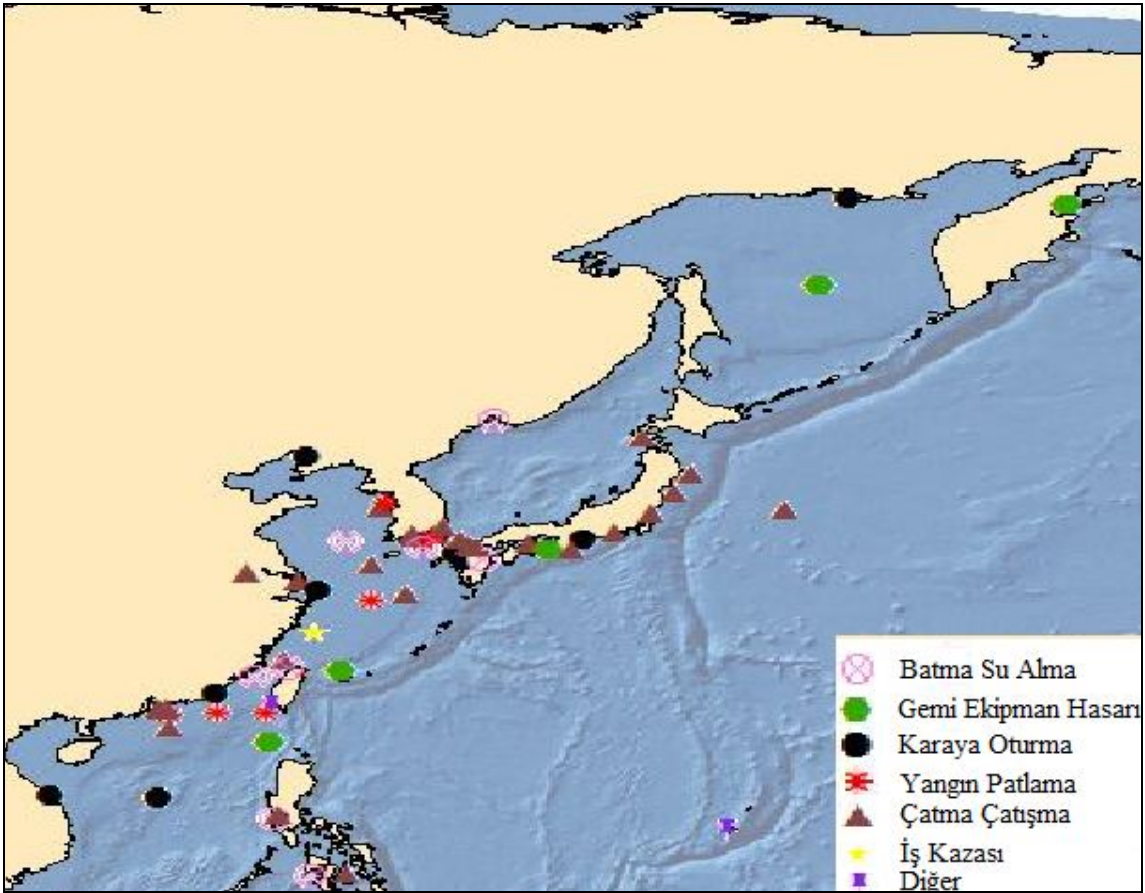 Batma Su Alma
Gemi Ekipman Hasarı
Karaya Oturma
Yangın Patlama
Çatma Çatışma
İş Kazası
Diğer